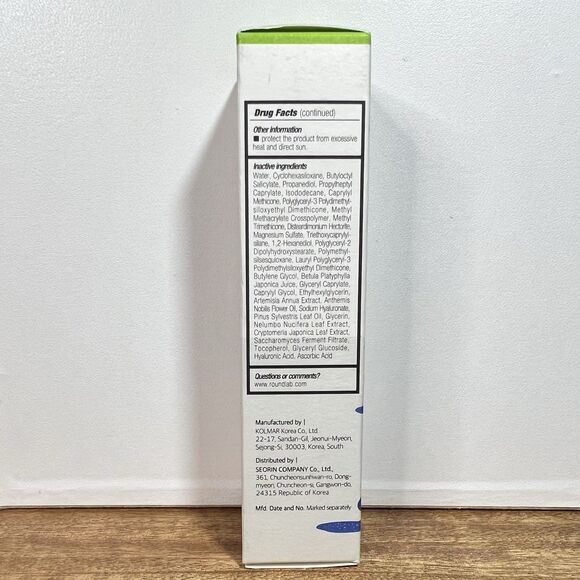 Drug Facts (continued)
Other information
■ protect the product from excessive
heat and direct sun.
Inactive ingredients
Water, Cyclohexasiloxane, Butyloctyl
Salicylate, Propanediol, Propylheptyl
Caprylate, Isododecane, Caprylyl
Methicone, Polyglyceryl-3 Polydimethyl-
siloxyethyl Dimethicone, Methyl
Methacrylate Crosspolymer, Methyl
Trimethicone, Disteardimonium Hectorite,
Magnesium Sulfate, Triethoxycaprylyl-
silane, 1,2-Hexanediol, Polyglyceryl-2
Dipolyhydroxystearate, Polymethyl-
silsesquioxane, Lauryl Polyglyceryl-3
Polydimethylsiloxyethyl Dimethicone,
Butylene Glycol, Betula Platyphylla
Japonica Juice, Glyceryl Caprylate,
Caprylyl Glycol, Ethylhexylglycerin,
Artemisia Annua Extract, Anthemis
Nobilis Flower Oil, Sodium Hyaluronate,
Pinus Sylvestris Leaf Oil, Glycerin,
Nelumbo Nucifera Leaf Extract,
Cryptomeria Japonica Leaf Extract,
Saccharomyces Ferment Filtrate,
Tocopherol, Glyceryl Glucoside,
Hyaluronic Acid, Ascorbic Acid
Questions or comments?
www.roundlab.com
Manufactured by |
KOLMAR Korea Co., Ltd.
22-17, Sandan-Gil, Jeonui-Myeon,
Sejong-Si, 30003, Korea, South
Distributed by |
SEORIN COMPANY Co., Ltd.,
361, Chuncheonsunhwan-ro, Dong-
myeon, Chuncheon-si, Gangwon-do,
24315 Republic of Korea
Mfd. Date and No. Marked separately